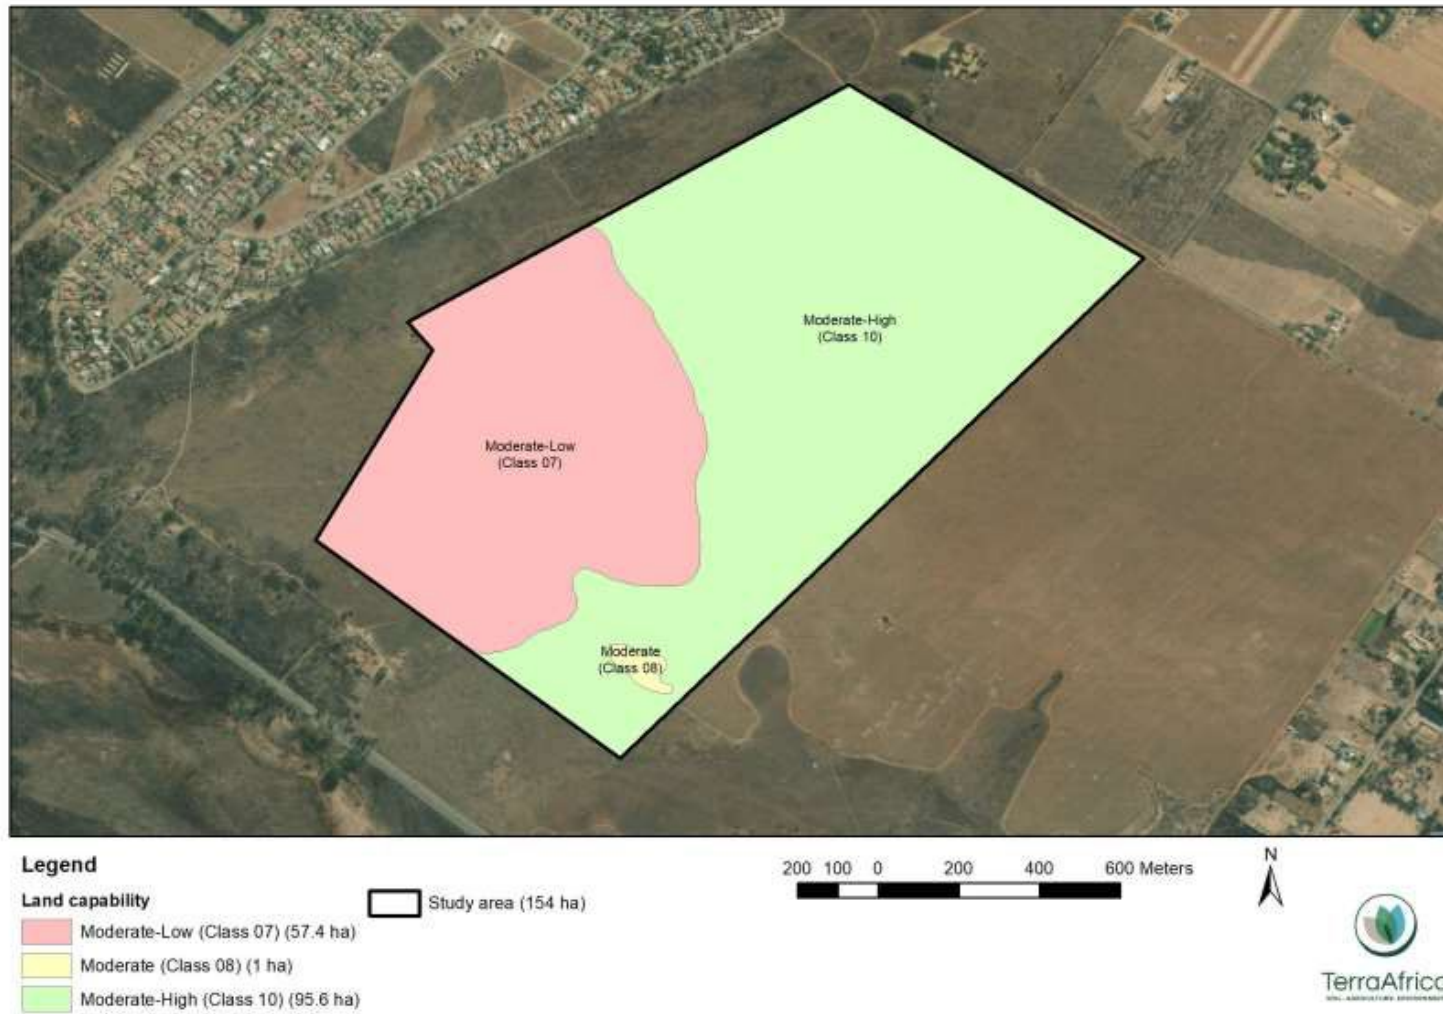 Moderate-High
(Class 10)
Moderate-Low
(Class 07)
Moderate
(Class 08)
Legend
Land capability
Moderate-Low (Class 07) (57.4 ha)
Moderate (Class 08) (1 ha)
Moderate-High (Class 10) (95.6 ha)
Study area (154 ha)
200 100 0 200 400 600 Meters
N
TerraAfrica